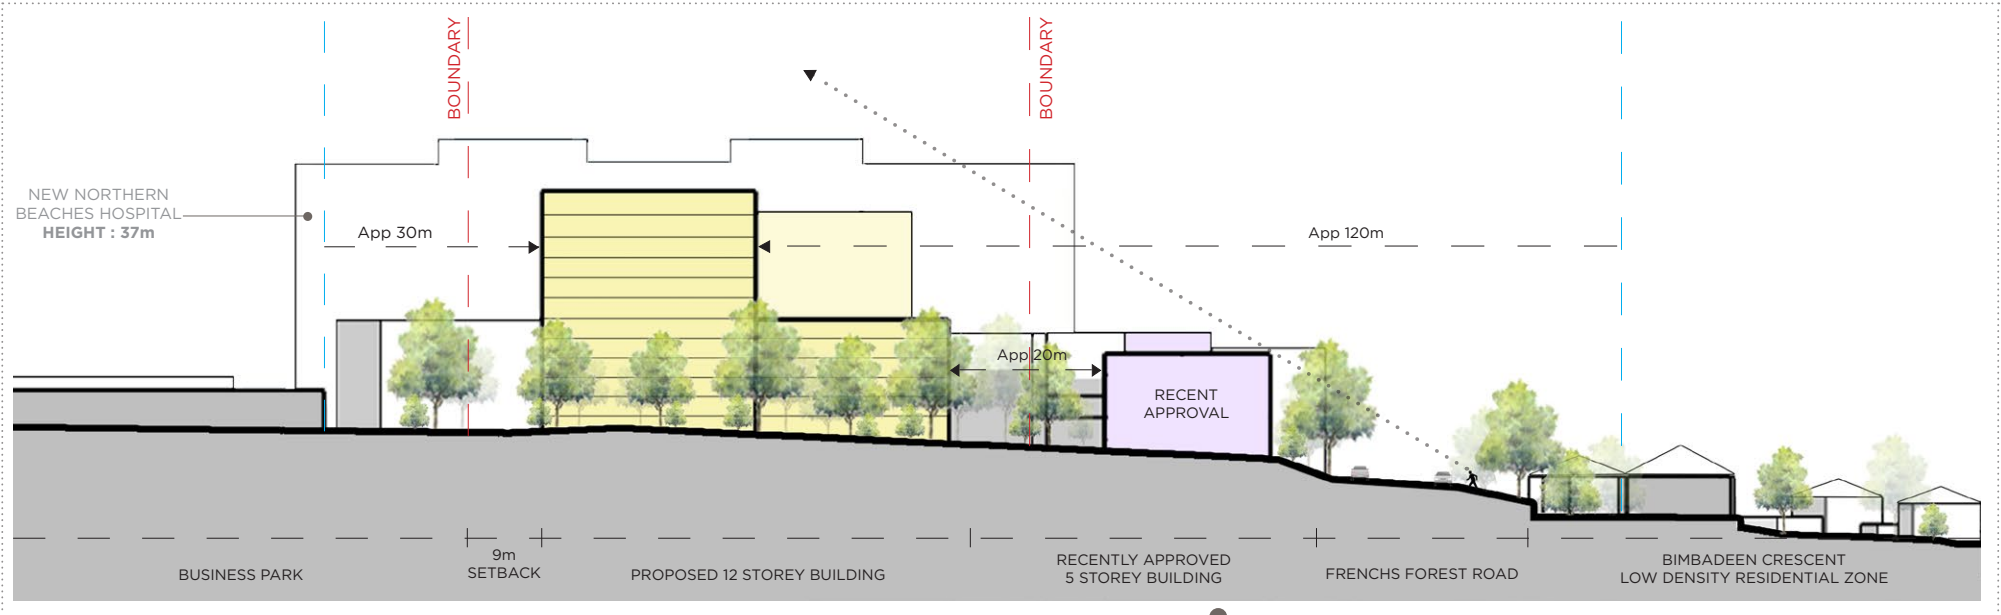 BOUNDARY
BOUNDARY
NEW NORTHERN
BEACHES HOSPITAL
HEIGHT : 37m
App 30m
App 120m
App 20m
RECENT
APPROVAL
BUSINESS PARK
9m
SETBACK
PROPOSED 12 STOREY BUILDING
RECENTLY APPROVED
5 STOREY BUILDING
FRENCHS FOREST ROAD
BIMBADEEN CRESCENT
LOW DENSITY RESIDENTIAL ZONE